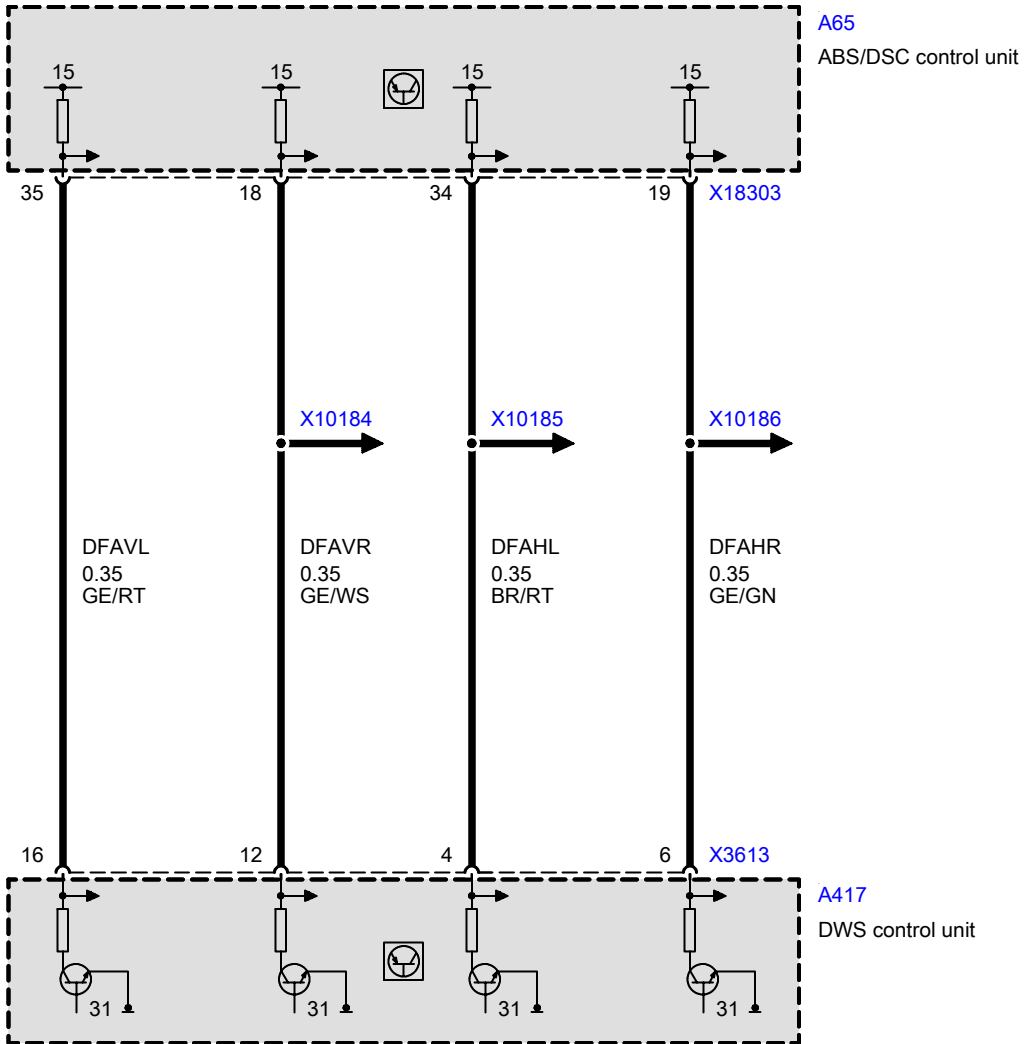 A65
ABS/DSC control unit
15 15 15 15
35 18 34 19 X18303
X10184 X10185 X10186
DFAVL DFAVR DFAHL DFAHR
0.35 0.35 0.35 0.35
GE/RT GE/WS BR/RT GE/GN
16 12 4 6 X3613
A417
DWS control unit
31 31 31 31